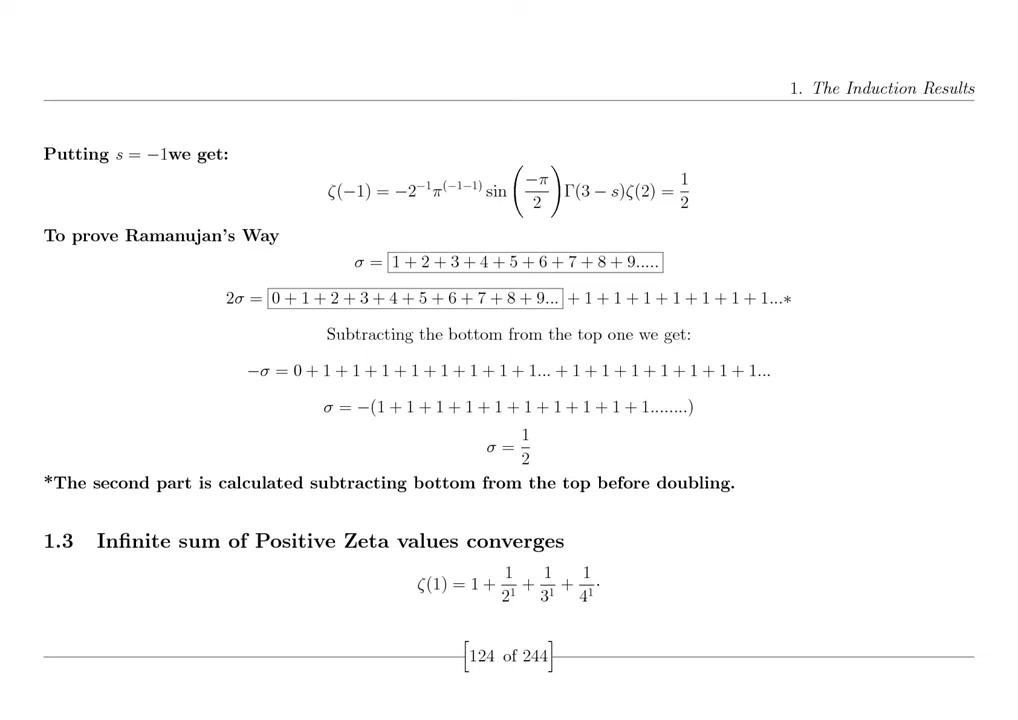 1. The Induction Results
Putting s = −1we get:
ζ(−1) = −2^{−1}π^{(−1−1)} sin(−π/2)Γ(3 − s)ζ(2) = 1/2
To prove Ramanujan's Way
σ = 1 + 2 + 3 + 4 + 5 + 6 + 7 + 8 + 9.....
2σ = 0 + 1 + 2 + 3 + 4 + 5 + 6 + 7 + 8 + 9... + 1 + 1 + 1 + 1 + 1 + 1 + 1...*
Subtracting the bottom from the top one we get:
−σ = 0 + 1 + 1 + 1 + 1 + 1 + 1 + 1 + 1... + 1 + 1 + 1 + 1 + 1 + 1 + 1...
σ = −(1 + 1 + 1 + 1 + 1 + 1 + 1 + 1 + 1 + 1........)
σ = 1/2
*The second part is calculated subtracting bottom from the top before doubling.
1.3 Infinite sum of Positive Zeta values converges
ζ(1) = 1 + 1/2^1 + 1/3^1 + 1/4^1·
[124 of 244]